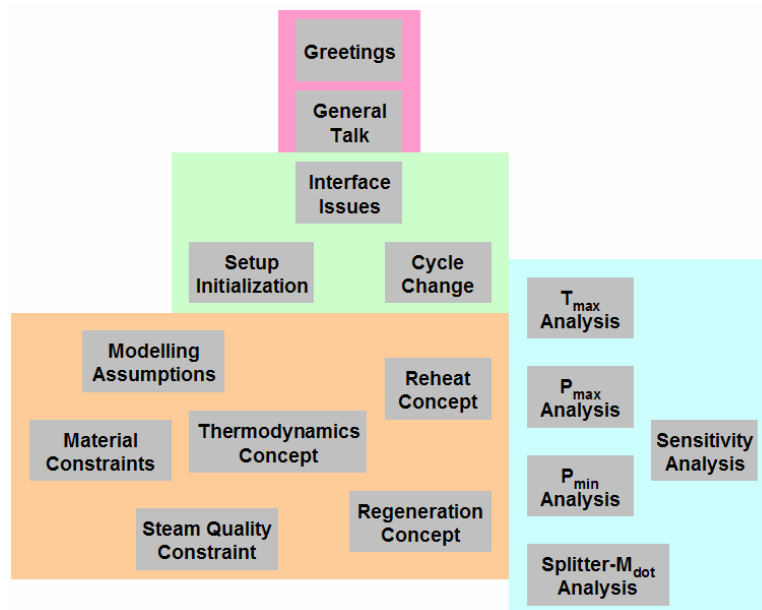 Greetings
General
Talk
Interface
Issues
Setup
Initialization
Cycle
Change
Modelling
Assumptions
Reheat
Concept
Material
Constraints
Thermodynamics
Concept
Steam Quality
Constraint
Regeneration
Concept
Tmax
Analysis
Pmax
Analysis
Sensitivity
Analysis
Pmin
Analysis
Splitter-Mdot
Analysis